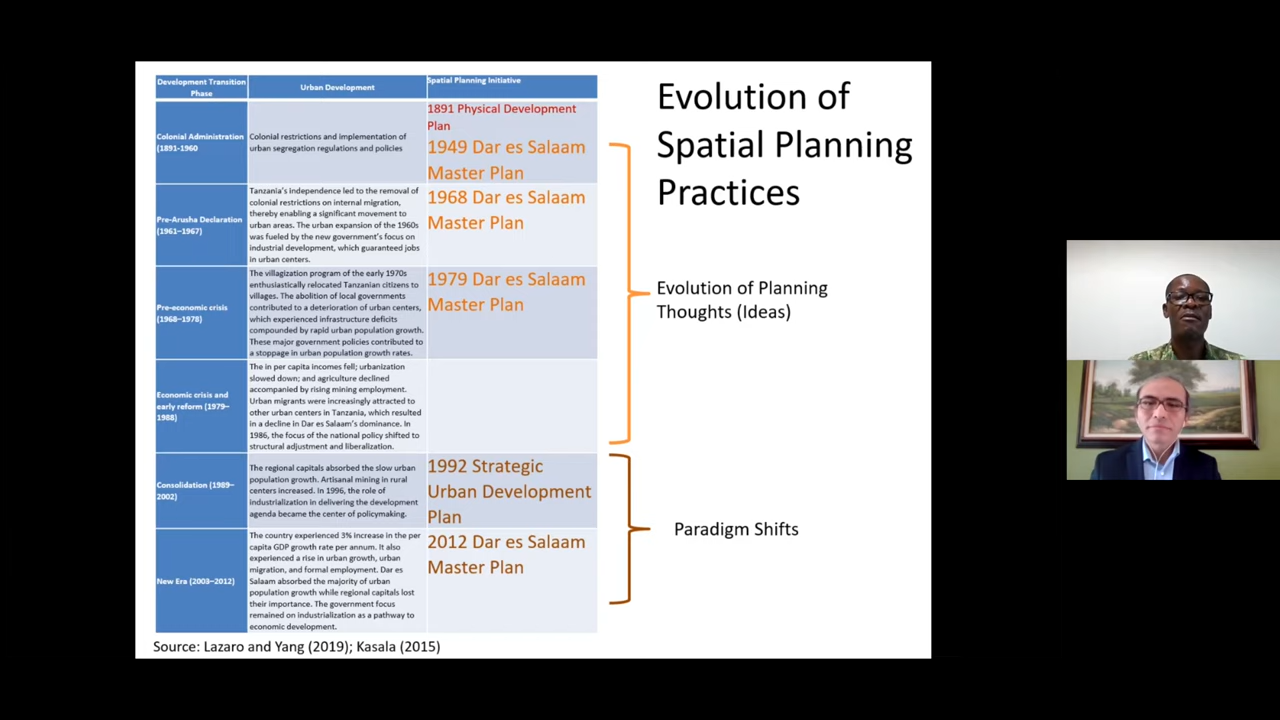 Development Transition
Phase
Urban Development
Spatial Planning Initiative
Colonial Administration
(1891-1960
Colonial restrictions and implementation of
urban segregation regulations and policies
1891 Physical Development
Plan
1949 Dar es Salaam
Master Plan
Pre-Arusha Declaration
(1961–1967)
Tanzania's independence led to the removal of
colonial restrictions on internal migration,
thereby enabling a significant movement to
urban areas. The urban expansion of the 1960s
was fueled by the new government's focus on
industrial development, which guaranteed jobs
in urban centers.
1968 Dar es Salaam
Master Plan
Pre-economic crisis
(1968–1978)
The villagization program of the early 1970s
enthusiastically relocated Tanzanian citizens to
villages. The abolition of local governments
contributed to a deterioration of urban centers,
which experienced infrastructure deficits
compounded by rapid urban population growth.
These major government policies contributed to
a stoppage in urban population growth rates.
1979 Dar es Salaam
Master Plan
Economic crisis and
early reform (1979–
1988)
The in per capita incomes fell; urbanization
slowed down; and agriculture declined
accompanied by rising mining employment.
Urban migrants were increasingly attracted to
other urban centers in Tanzania, which resulted
in a decline in Dar es Salaam's dominance. In
1986, the focus of the national policy shifted to
structural adjustment and liberalization.
Consolidation (1989–
2002)
The regional capitals absorbed the slow urban
population growth. Artisanal mining in rural
centers increased. In 1996, the role of
industrialization in delivering the development
agenda became the center of policymaking.
1992 Strategic
Urban Development
Plan
New Era (2003–2012)
The country experienced 3% increase in the per
capita GDP growth rate per annum. It also
experienced a rise in urban growth, urban
migration, and formal employment. Dar es
Salaam absorbed the majority of urban
population growth while regional capitals lost
their importance. The government focus
remained on industrialization as a pathway to
economic development.
2012 Dar es Salaam
Master Plan
Source: Lazaro and Yang (2019); Kasala (2015)
Evolution of
Spatial Planning
Practices
Evolution of Planning
Thoughts (Ideas)
Paradigm Shifts